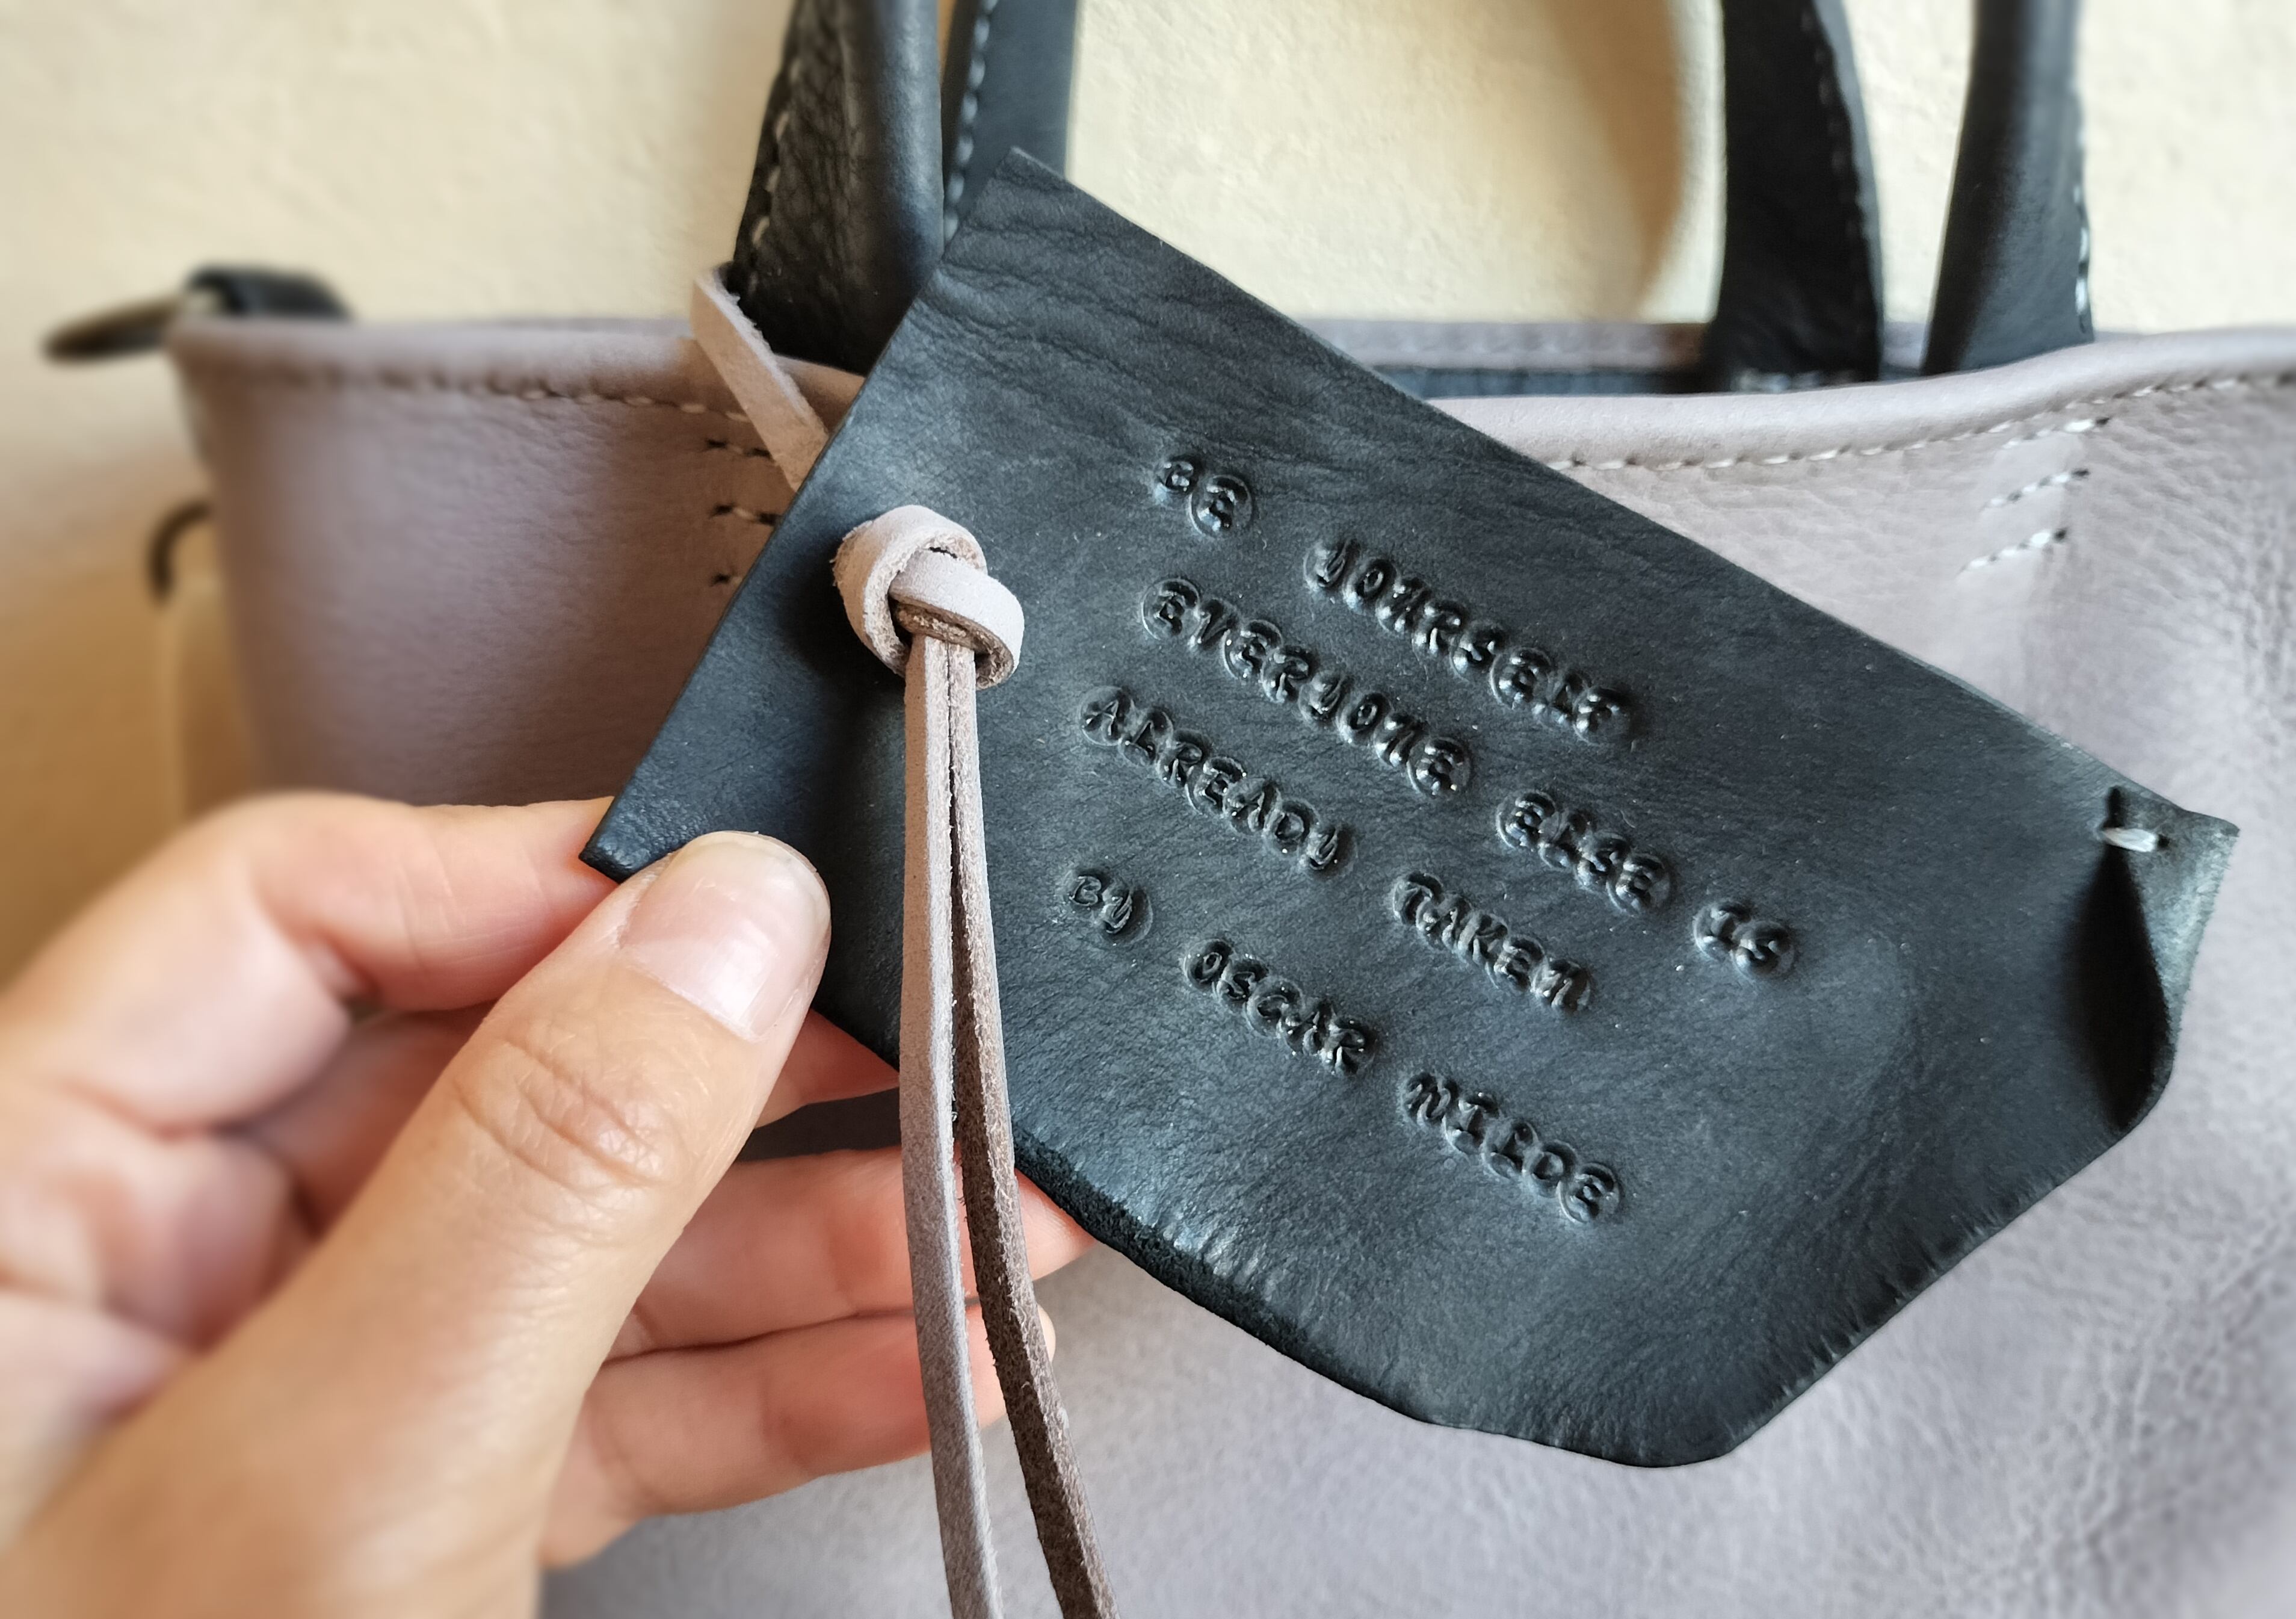 BE YOURSELF
EVERYONE ELSE IS
ALREADY TAKEN
BY OSCAR WILDE